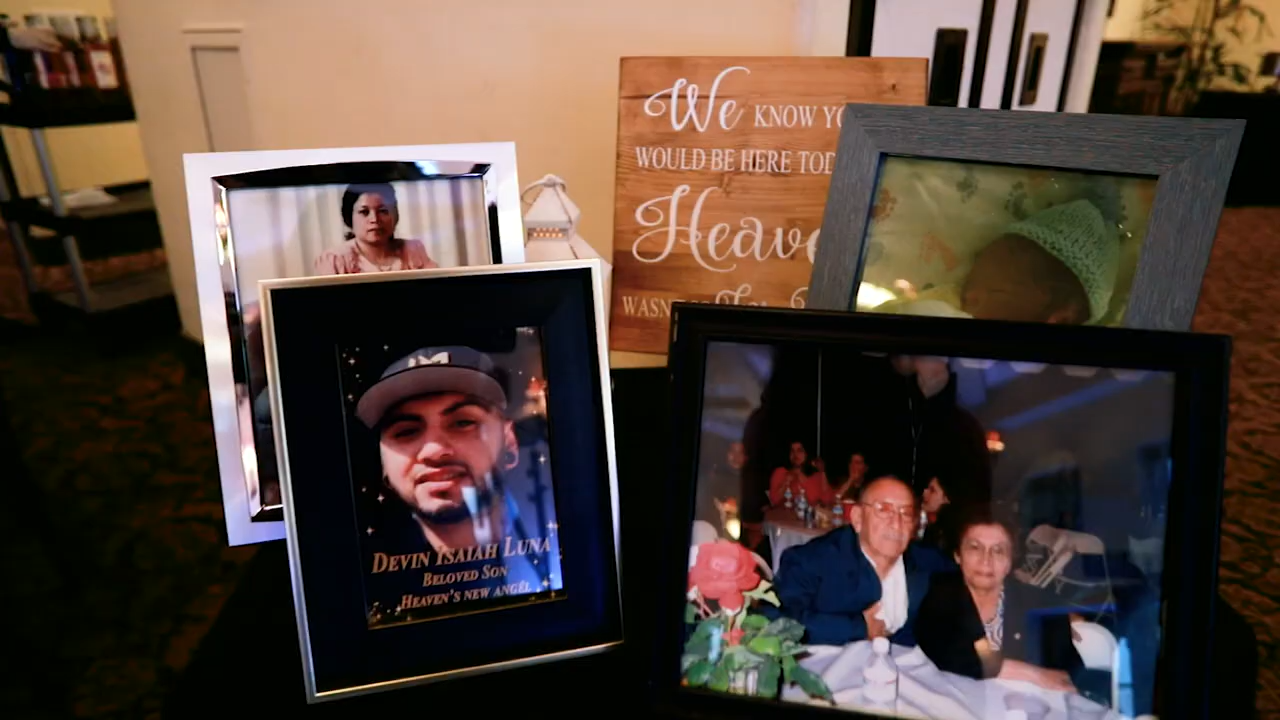 We KNOW YO
WOULD BE HERE TOD
Heave
WASN
DEVIN ISAIAH LUNA
BELOVED SON
HEAVEN'S NEW ANGEL